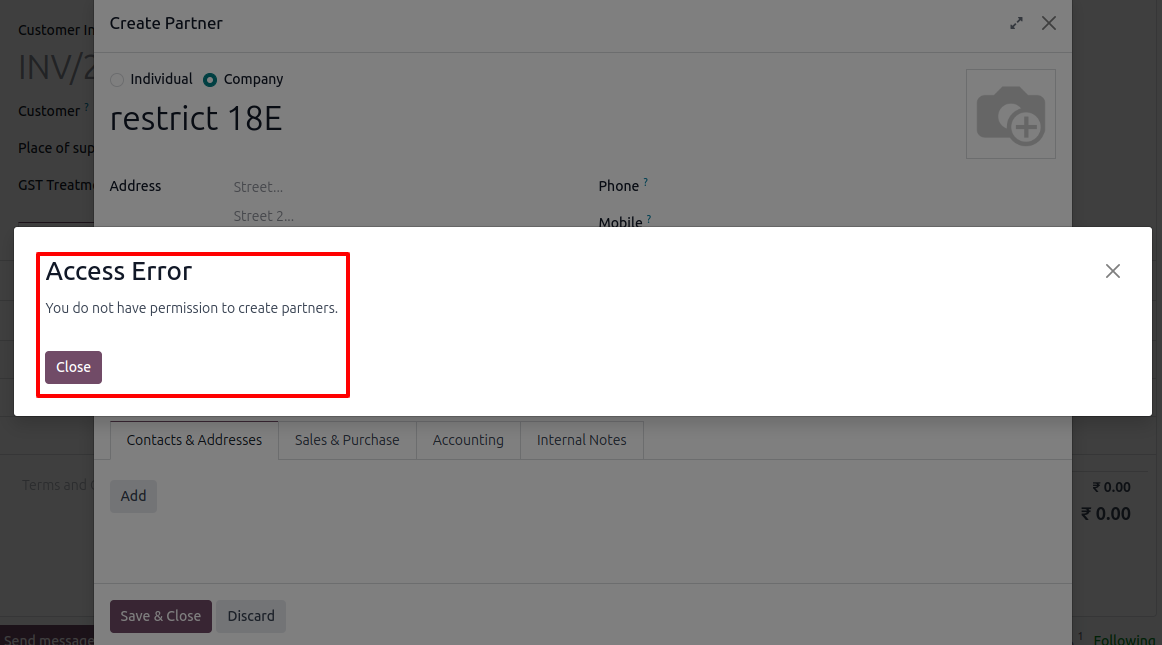 Create Partner
Customer In
Individual Company
INV/2
Customer ?
restrict 18E
Place of sup
GST Treatme
Address
Street...
Phone ?
Street 2...
Mobile ?
Access Error
You do not have permission to create partners.
Close
Contacts & Addresses
Sales & Purchase
Accounting
Internal Notes
Terms and C
Add
₹ 0.00
₹ 0.00
Save & Close
Discard
Send message
1
Following